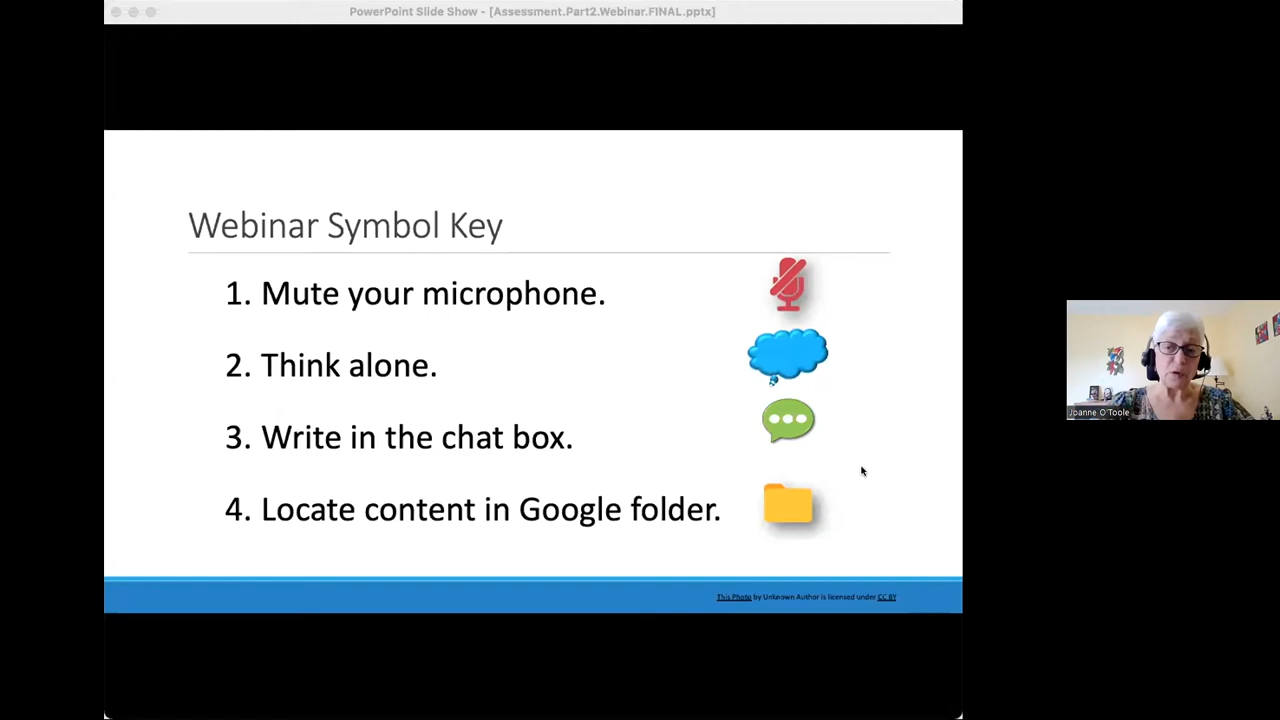 PowerPoint Slide Show - [Assessment.Part2.Webinar.FINAL.pptx]
Webinar Symbol Key
1. Mute your microphone.
2. Think alone.
3. Write in the chat box.
4. Locate content in Google folder.
Joanne O'Toole
This Photo by Unknown Author is licensed under CC BY